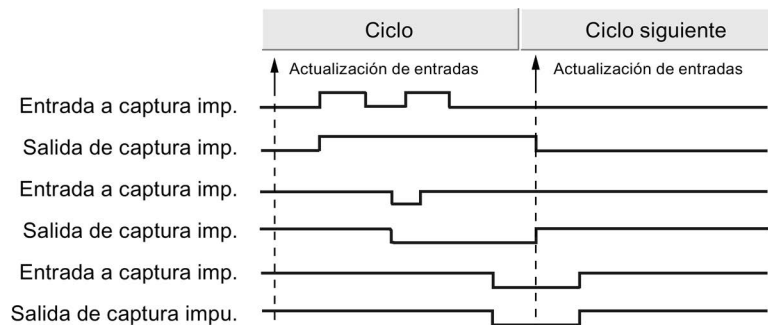 Ciclo
Ciclo siguiente
Actualización de entradas
Actualización de entradas
Entrada a captura imp.
Salida de captura imp.
Entrada a captura imp.
Salida de captura imp.
Entrada a captura imp.
Salida de captura impu.